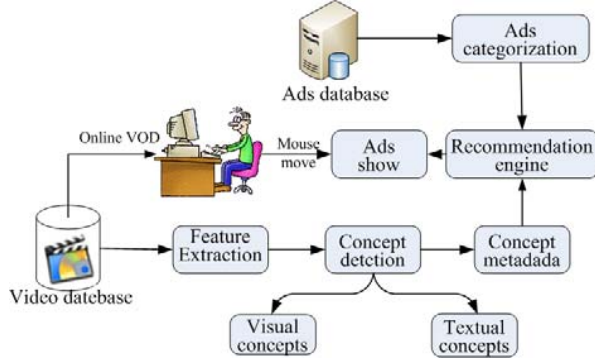 Ads
categorization
Ads database
Online VOD
Mouse
move
Ads
show
Recommendation
engine
Feature
Extraction
Concept
detction
Concept
metadada
Video datebase
Visual
concepts
Textual
concepts